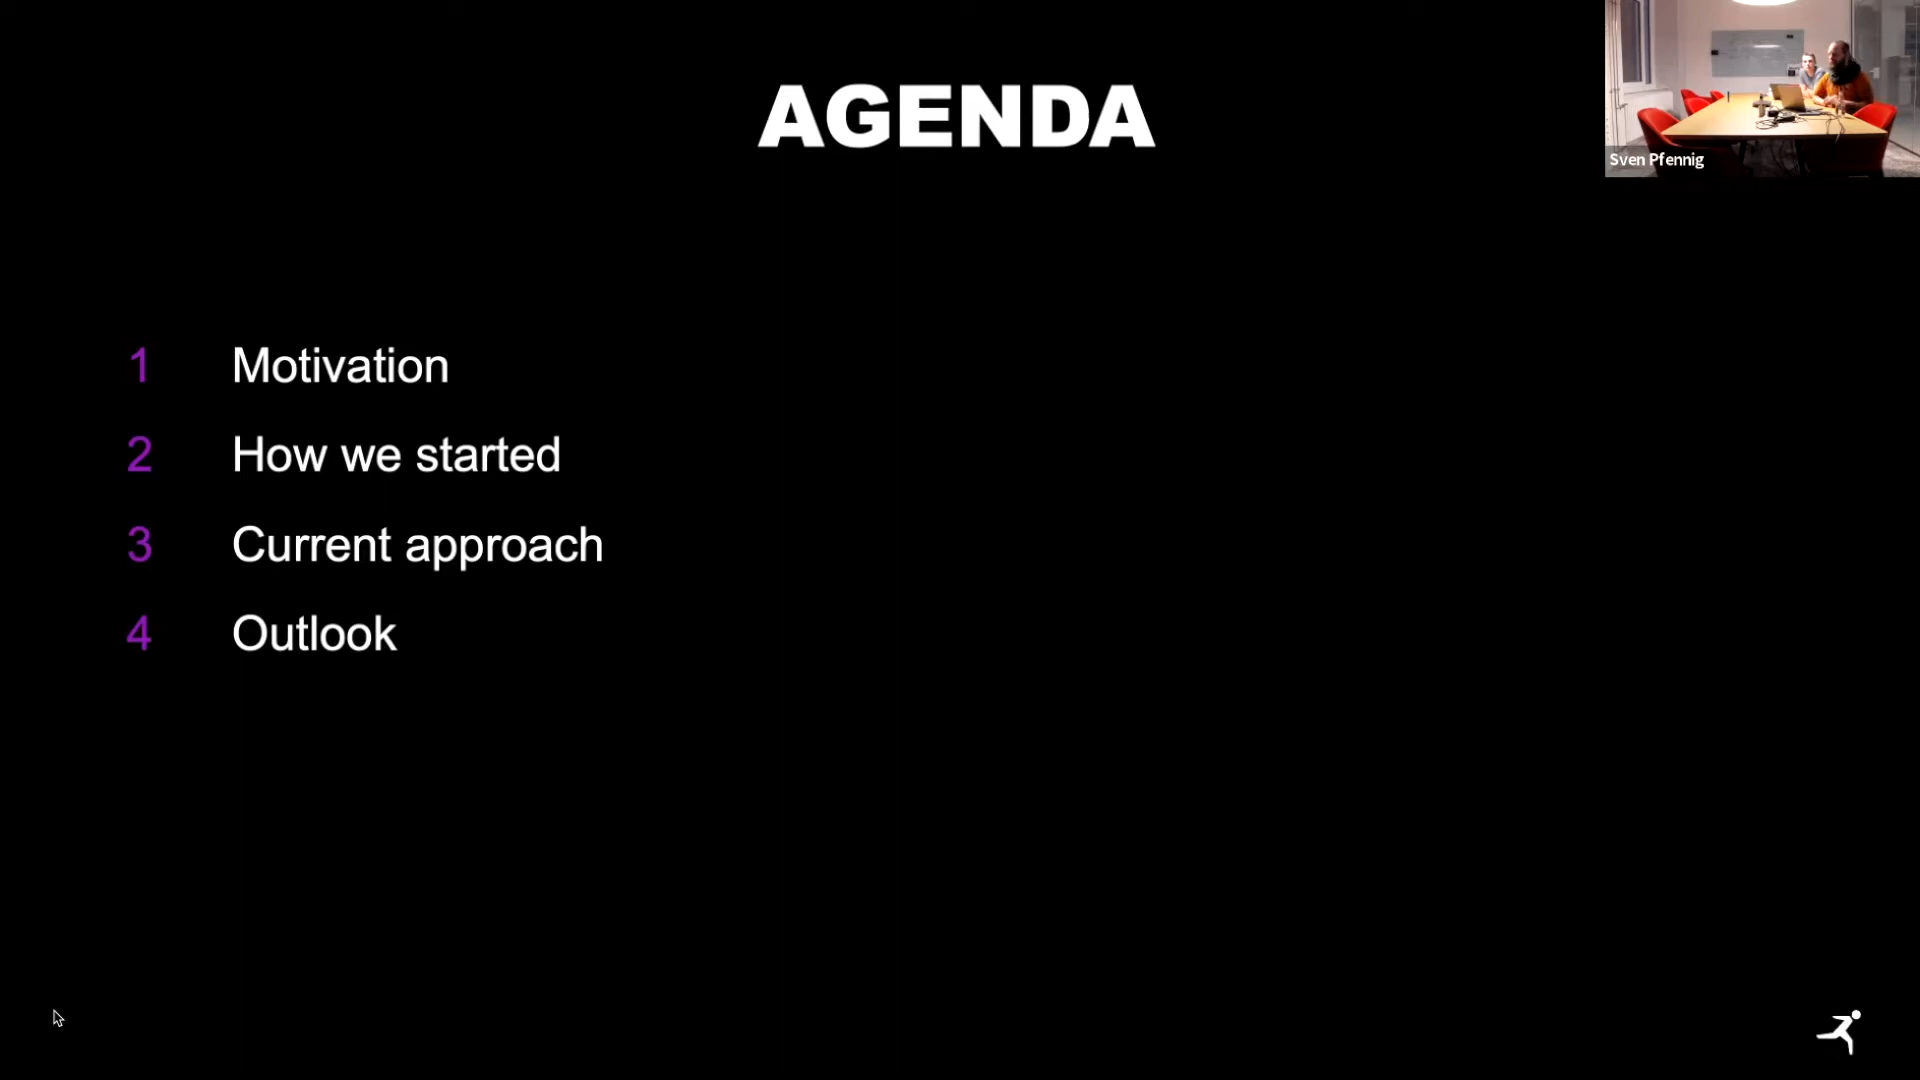 AGENDA
Sven Pfennig
1 Motivation
2 How we started
3 Current approach
4 Outlook